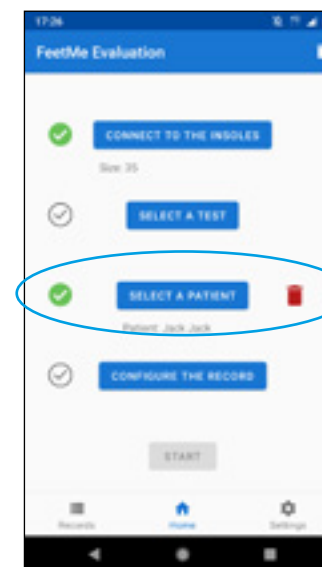 17:26
FeetMe Evaluation
CONNECT TO THE INSOLES
Size: 35
SELECT A TEST
SELECT A PATIENT
Patient: Jack Jack
CONFIGURE THE RECORD
START
Records
Home
Settings